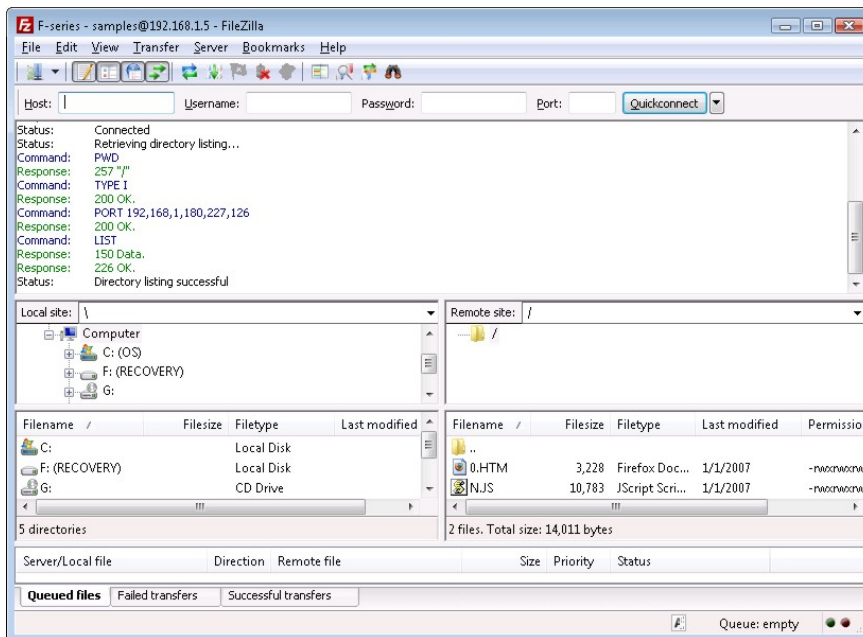 F-series - samples@192.168.1.5 - FileZilla
File Edit View Transfer Server Bookmarks Help
Host: Username: Password: Port: Quickconnect
Status: Connected
Status: Retrieving directory listing...
Command: PWD
Response: 257 "/"
Command: TYPE I
Response: 200 OK.
Command: PORT 192,168,1,180,227,126
Response: 200 OK.
Command: LIST
Response: 150 Data.
Response: 226 OK.
Status: Directory listing successful
Local site: \ Remote site: /
Computer /
C: (OS)
F: (RECOVERY)
G:
Filename / Filesize Filetype Last modified Filename / Filesize Filetype Last modified Permissio
C: Local Disk ..
F: (RECOVERY) Local Disk 0.HTM 3,228 Firefox Doc... 1/1/2007 -rwxrwxrw
G: CD Drive N.JS 10,783 JScript Scri... 1/1/2007 -rwxrwxrw
5 directories 2 files. Total size: 14,011 bytes
Server/Local file Direction Remote file Size Priority Status
Queued files Failed transfers Successful transfers
Queue: empty